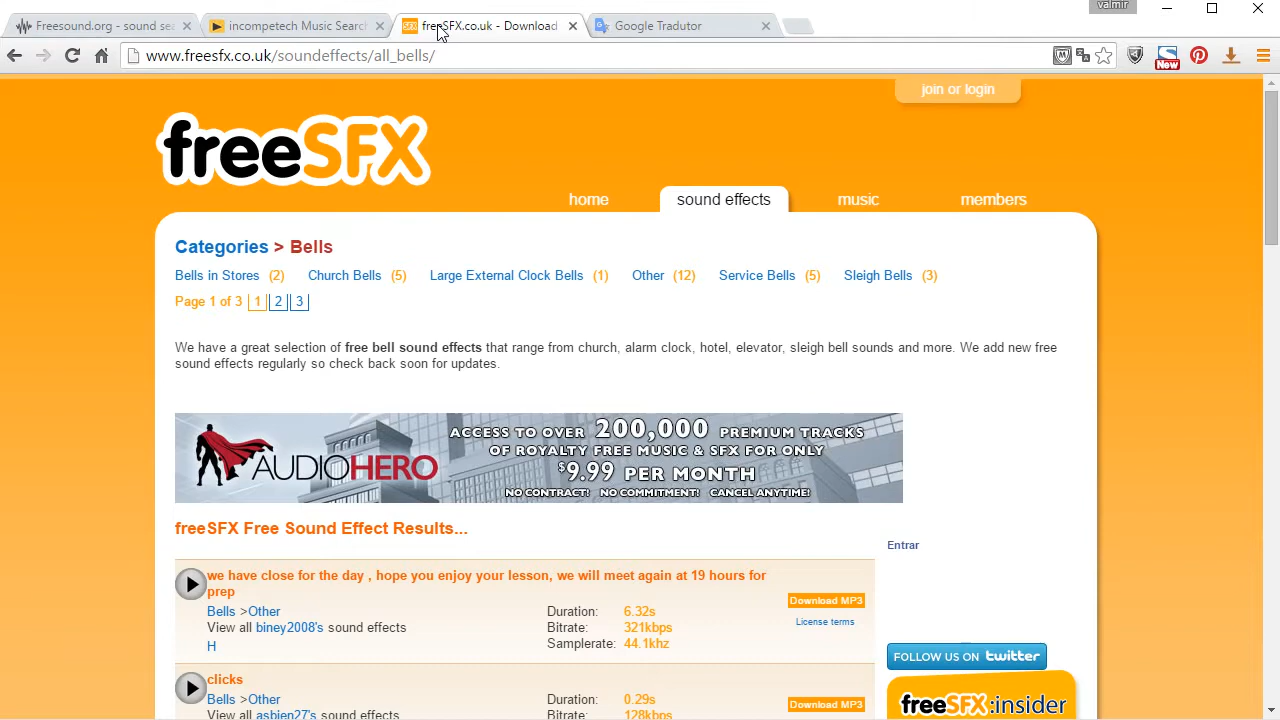 valmir
Freesound.org - sound sea
incompetech Music Search
freeSFX.co.uk - Download
Google Tradutor
www.freesfx.co.uk/soundeffects/all_bells/
New
join or login
freeSFX
home
sound effects
music
members
Categories > Bells
Bells in Stores (2)
Church Bells (5)
Large External Clock Bells (1)
Other (12)
Service Bells (5)
Sleigh Bells (3)
Page 1 of 3 1 2 3
We have a great selection of free bell sound effects that range from church, alarm clock, hotel, elevator, sleigh bell sounds and more. We add new free
sound effects regularly so check back soon for updates.
AUDIOHERO
ACCESS TO OVER 200,000 PREMIUM TRACKS
OF ROYALTY FREE MUSIC & SFX FOR ONLY
$9.99 PER MONTH
NO CONTRACT! NO COMMITMENT! CANCEL ANYTIME!
freeSFX Free Sound Effect Results...
Entrar
we have close for the day , hope you enjoy your lesson, we will meet again at 19 hours for
prep
Bells >Other
View all biney2008's sound effects
H
Duration: 6.32s
Bitrate: 321kbps
Samplerate: 44.1khz
Download MP3
License terms
FOLLOW US ON twitter
clicks
Bells >Other
View all asbien27's sound effects
Duration: 0.29s
Bitrate: 128kbps
Download MP3
freeSFX:insider